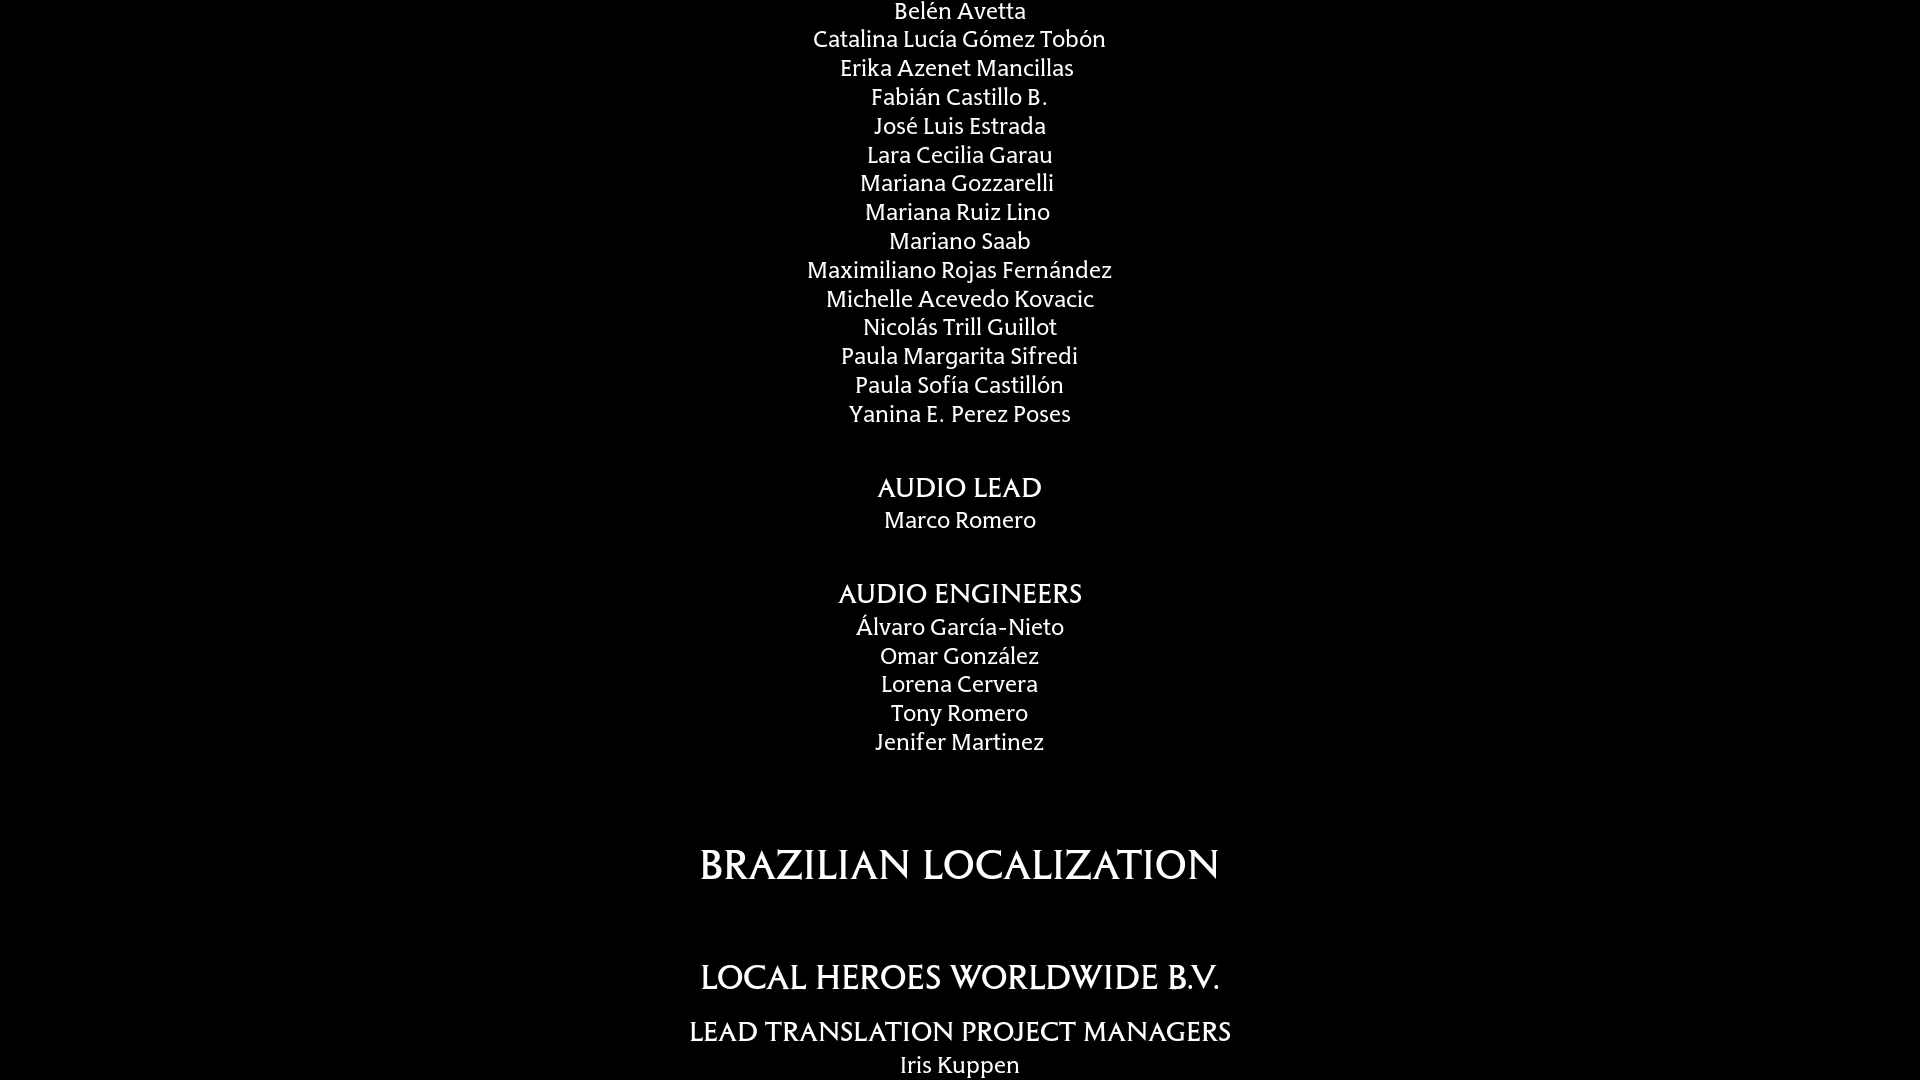 Belén Avetta
Catalina Lucía Gómez Tobón
Erika Azenet Mancillas
Fabián Castillo B.
José Luis Estrada
Lara Cecilia Garau
Mariana Gozzarelli
Mariana Ruiz Lino
Mariano Saab
Maximiliano Rojas Fernández
Michelle Acevedo Kovacic
Nicolás Trill Guillot
Paula Margarita Sifredi
Paula Sofía Castillón
Yanina E. Perez Poses
AUDIO LEAD
Marco Romero
AUDIO ENGINEERS
Álvaro García-Nieto
Omar González
Lorena Cervera
Tony Romero
Jenifer Martinez
BRAZILIAN LOCALIZATION
LOCAL HEROES WORLDWIDE B.V.
LEAD TRANSLATION PROJECT MANAGERS
Iris Kuppen